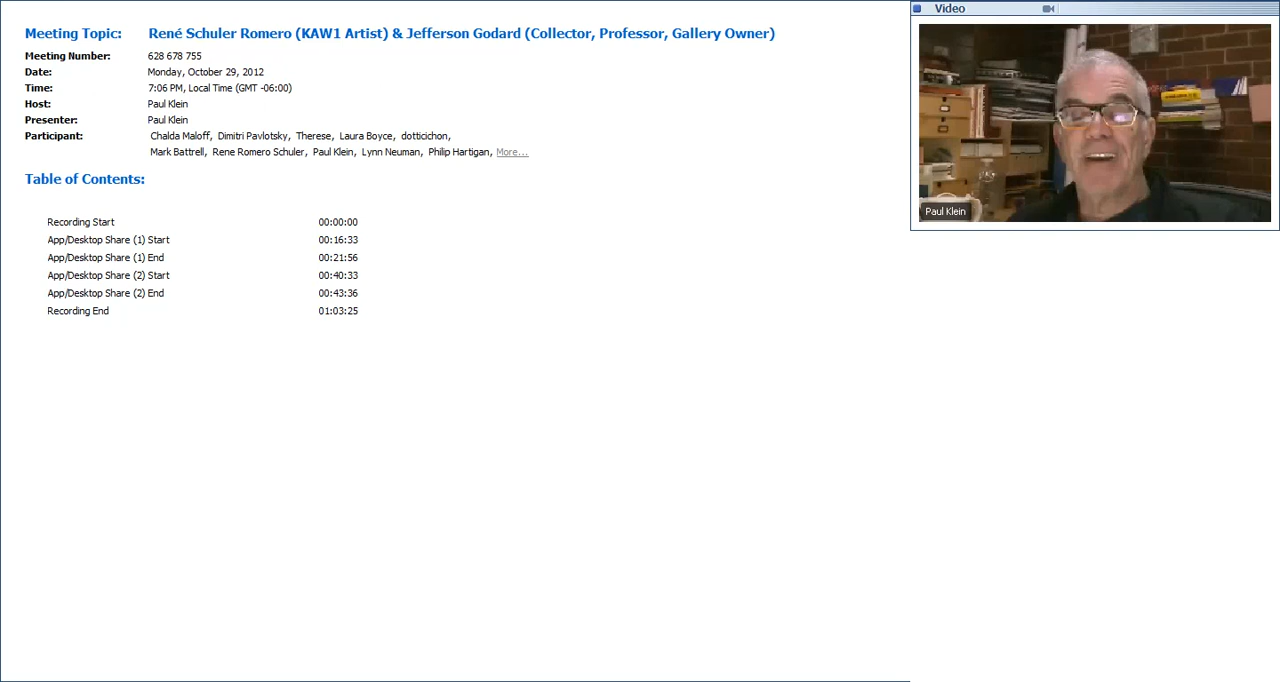 Meeting Topic: René Schuler Romero (KAW1 Artist) & Jefferson Godard (Collector, Professor, Gallery Owner)
Meeting Number: 628 678 755
Date: Monday, October 29, 2012
Time: 7:06 PM, Local Time (GMT -06:00)
Host: Paul Klein
Presenter: Paul Klein
Participant: Chalda Maloff, Dimitri Pavlotsky, Therese, Laura Boyce, dotticichon,
Mark Battrell, Rene Romero Schuler, Paul Klein, Lynn Neuman, Philip Hartigan, More...
Table of Contents:
Recording Start 00:00:00
App/Desktop Share (1) Start 00:16:33
App/Desktop Share (1) End 00:21:56
App/Desktop Share (2) Start 00:40:33
App/Desktop Share (2) End 00:43:36
Recording End 01:03:25
Video
Paul Klein